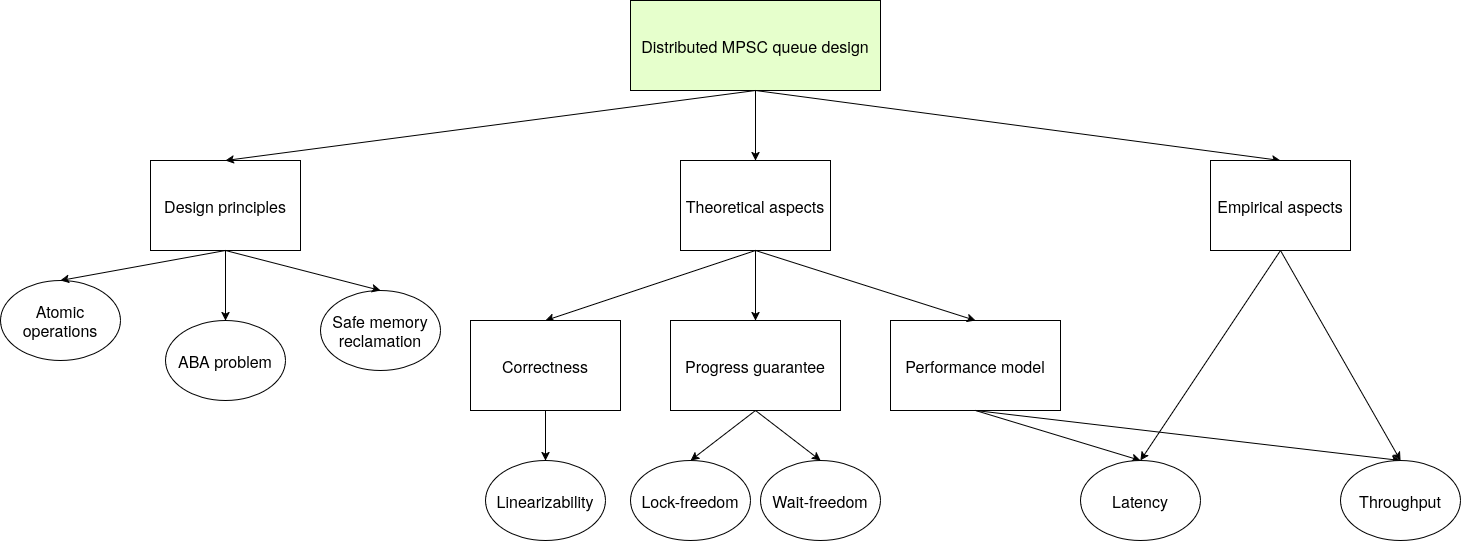 Distributed MPSC queue design
Design principles
Theoretical aspects
Empirical aspects
Atomic
operations
ABA problem
Safe memory
reclamation
Correctness
Progress guarantee
Performance model
Linearizability
Lock-freedom
Wait-freedom
Latency
Throughput